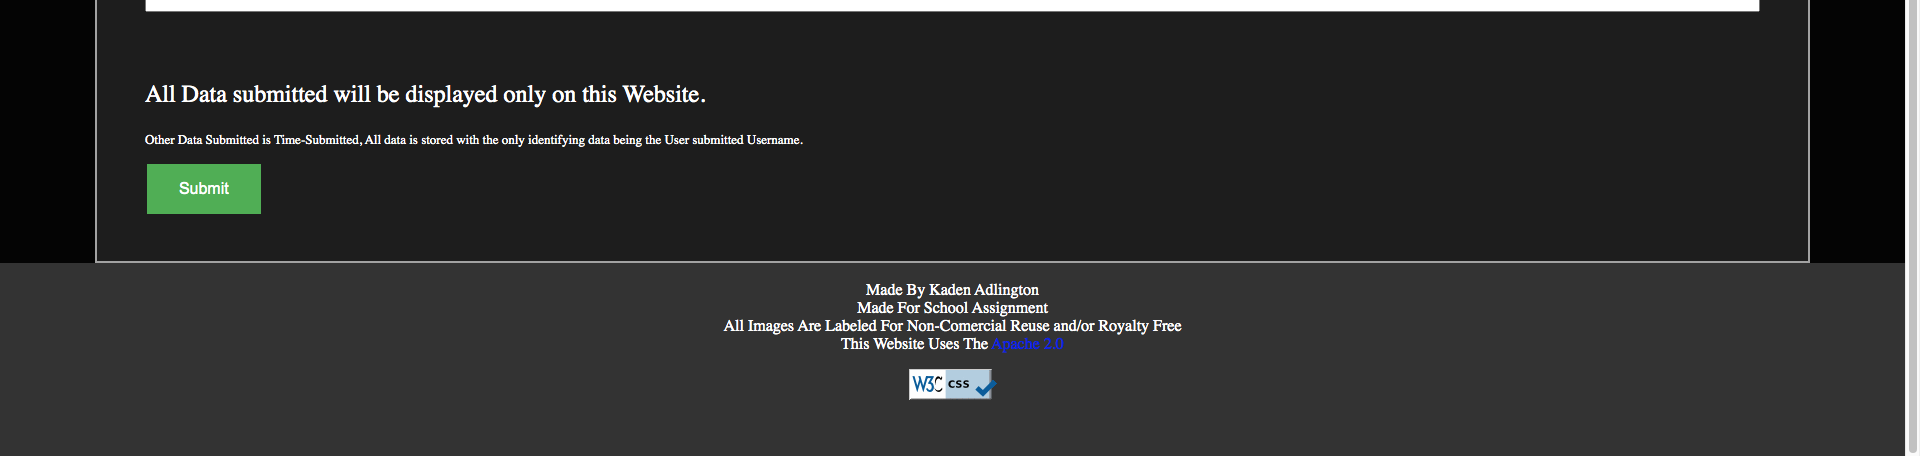 All Data submitted will be displayed only on this Website.
Other Data Submitted is Time-Submitted, All data is stored with the only identifying data being the User submitted Username.
Submit
Made By Kaden Adlington
Made For School Assignment
All Images Are Labeled For Non-Comercial Reuse and/or Royalty Free
This Website Uses The Apache 2.0
W3C css